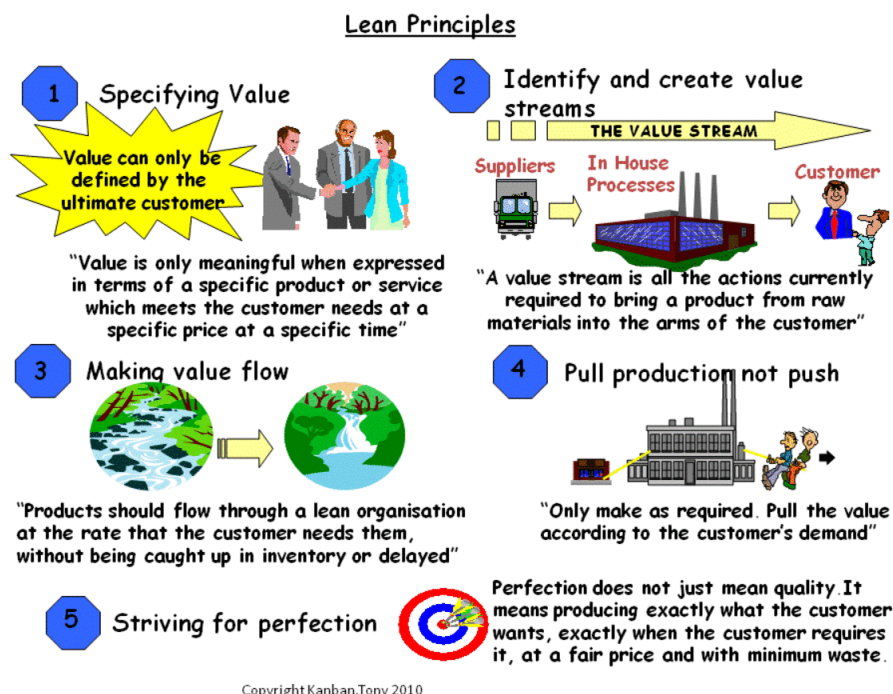 Lean Principles
1
Specifying Value
Value can only be
defined by the
ultimate customer
"Value is only meaningful when expressed
in terms of a specific product or service
which meets the customer needs at a
specific price at a specific time"
2
Identify and create value
streams
THE VALUE STREAM
Suppliers
In House
Processes
Customer
"A value stream is all the actions currently
required to bring a product from raw
materials into the arms of the customer"
3
Making value flow
"Products should flow through a lean organisation
at the rate that the customer needs them,
without being caught up in inventory or delayed"
4
Pull production not push
"Only make as required. Pull the value
according to the customer's demand"
5
Striving for perfection
Perfection does not just mean quality.It
means producing exactly what the customer
wants, exactly when the customer requires
it, at a fair price and with minimum waste.
Copyright Kanban.Tony 2010